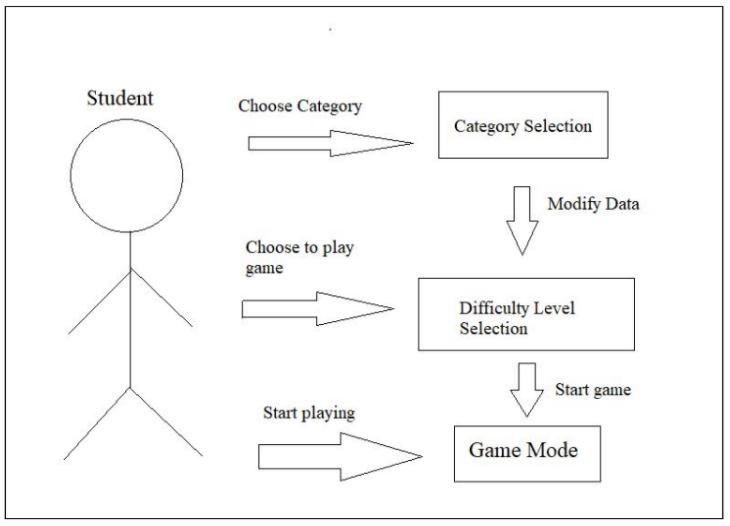 Student
Choose Category
Category Selection
Modify Data
Choose to play
game
Difficulty Level
Selection
Start game
Start playing
Game Mode